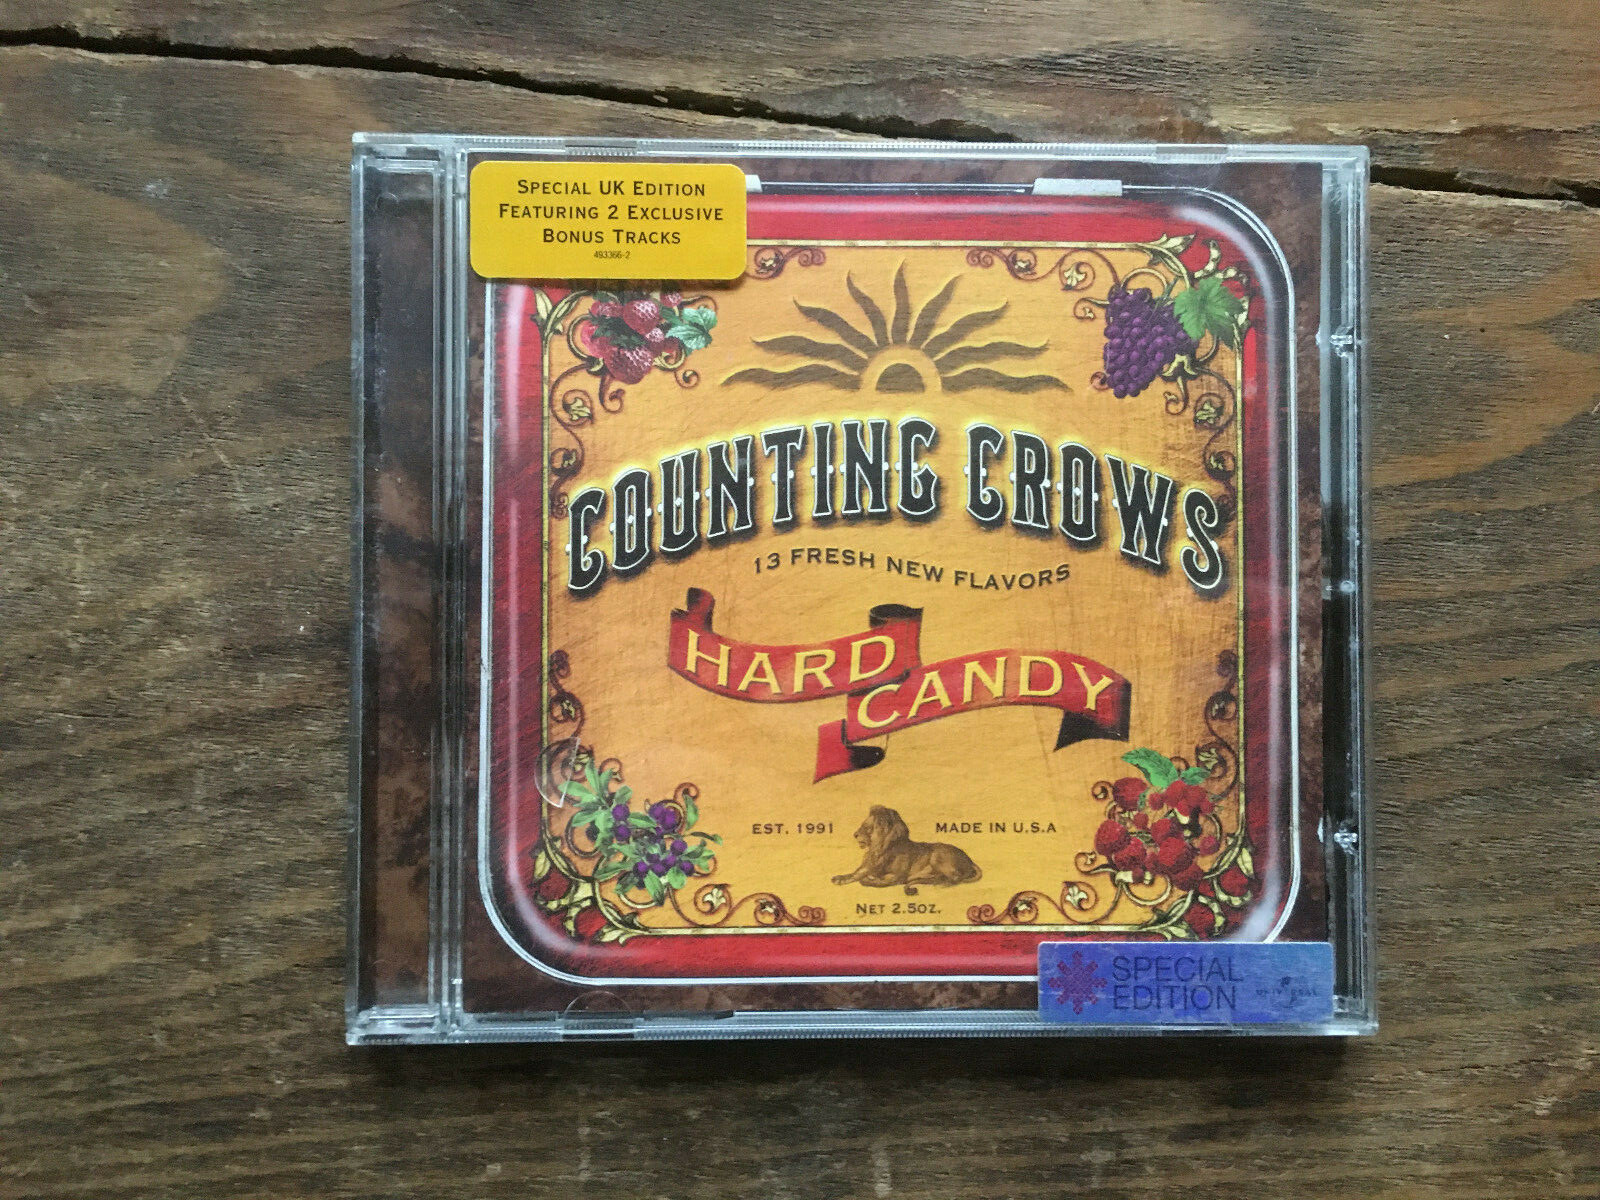 SPECIAL UK EDITION
FEATURING 2 EXCLUSIVE
BONUS TRACKS
493366-2
COUNTING CROWS
13 FRESH NEW FLAVORS
HARD
CANDY
EST. 1991
MADE IN U.S.A
NET 2.5OZ.
SPECIAL
EDITION
UNIVERSAL